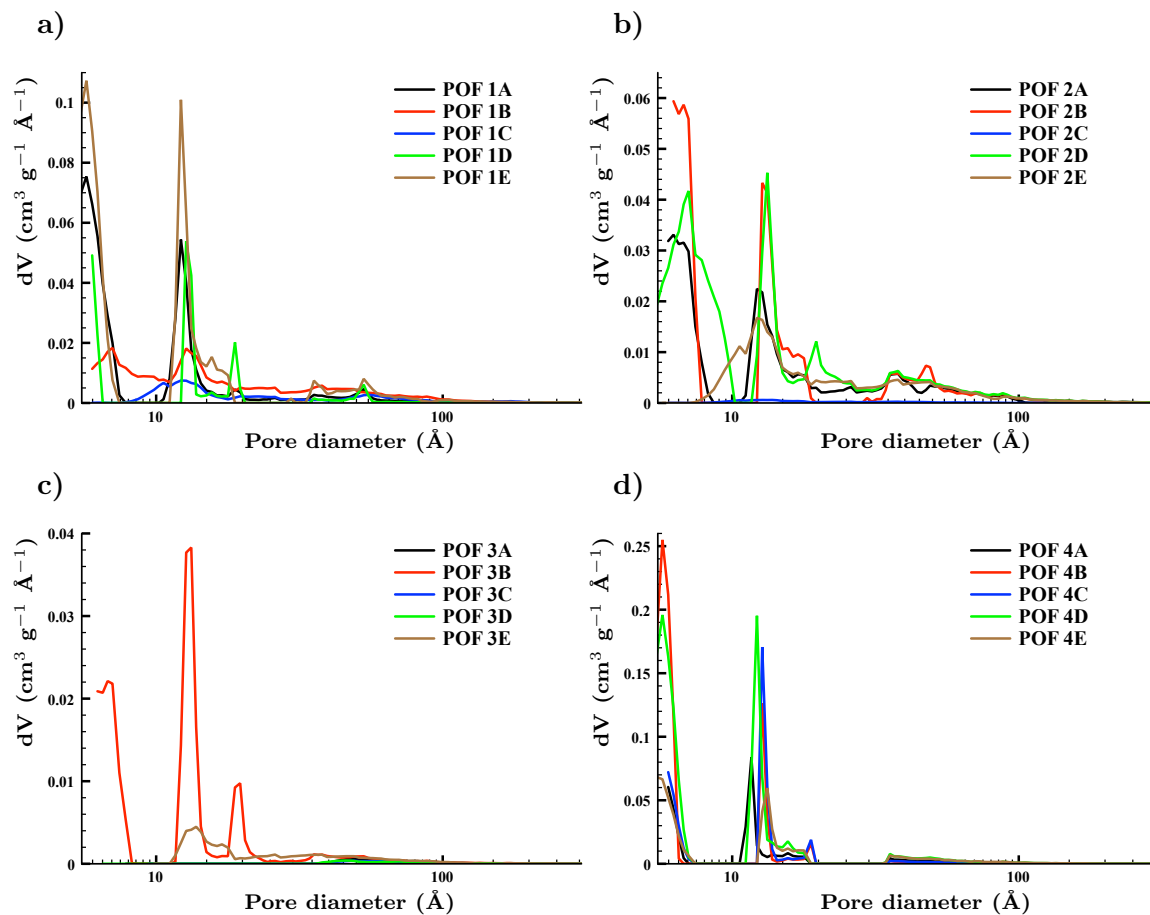 a)
dV (cm³ g⁻¹ Å⁻¹)
0.1
0.08
0.06
0.04
0.02
0
10
100
Pore diameter (Å)
POF 1A
POF 1B
POF 1C
POF 1D
POF 1E
b)
dV (cm³ g⁻¹ Å⁻¹)
0.06
0.05
0.04
0.03
0.02
0.01
0
10
100
Pore diameter (Å)
POF 2A
POF 2B
POF 2C
POF 2D
POF 2E
c)
dV (cm³ g⁻¹ Å⁻¹)
0.04
0.03
0.02
0.01
0
10
100
Pore diameter (Å)
POF 3A
POF 3B
POF 3C
POF 3D
POF 3E
d)
dV (cm³ g⁻¹ Å⁻¹)
0.25
0.2
0.15
0.1
0.05
0
10
100
Pore diameter (Å)
POF 4A
POF 4B
POF 4C
POF 4D
POF 4E